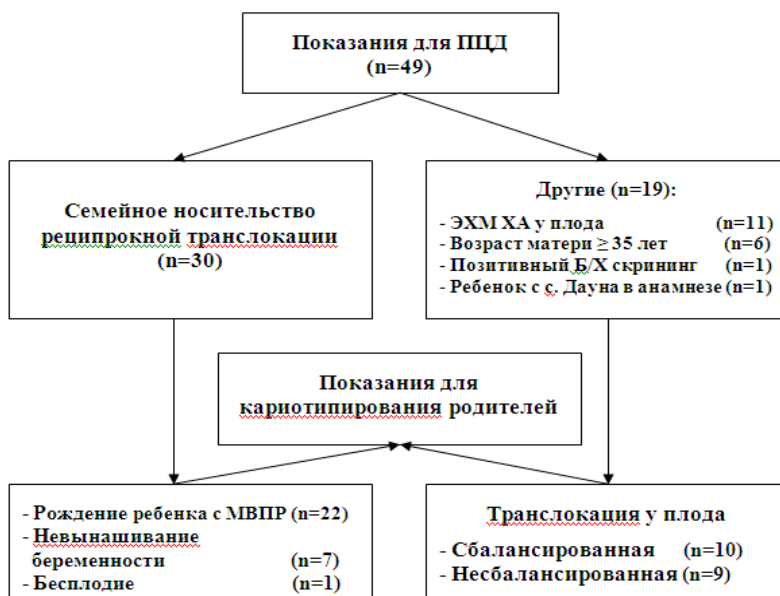 Показания для ПЦД
(n=49)
Семейное носительство
реципрокной транслокации
(n=30)
Другие (n=19):
- ЭХМ ХА у плода (n=11)
- Возраст матери ≥ 35 лет (n=6)
- Позитивный Б/Х скрининг (n=1)
- Ребенок с с. Дауна в анамнезе (n=1)
Показания для
кариотипирования родителей
- Рождение ребенка с МВПР (n=22)
- Невынашивание
беременности (n=7)
- Бесплодие (n=1)
Транслокация у плода
- Сбалансированная (n=10)
- Несбалансированная (n=9)